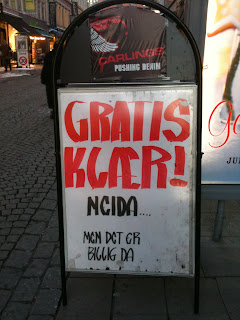 CARLINGS
PUSHING DENIM
GRATIS
KLÆR!
NEIDA....
MEN DET ER
BILLIG DA